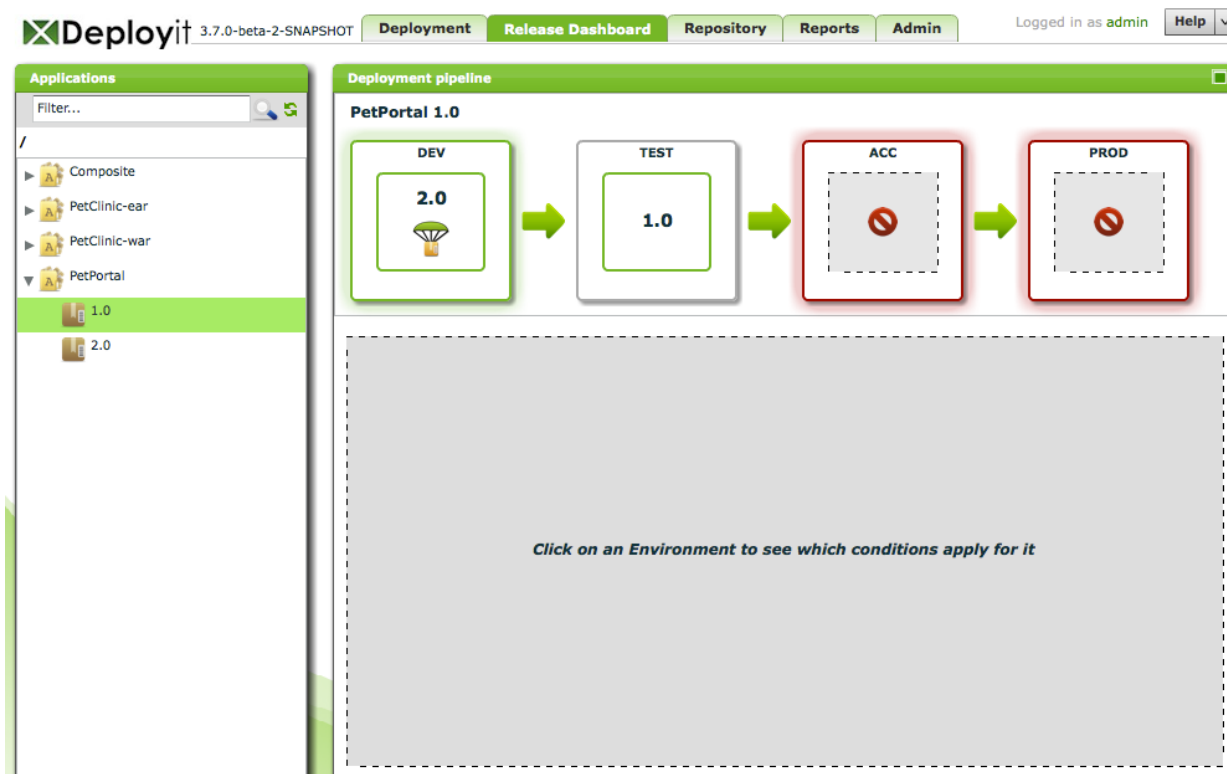 XDeployit 3.7.0-beta-2-SNAPSHOT Deployment Release Dashboard Repository Reports Admin Logged in as admin Help
Applications
Filter...
/
Composite
PetClinic-ear
PetClinic-war
PetPortal
1.0
2.0
Deployment pipeline
PetPortal 1.0
DEV TEST ACC PROD
2.0 1.0
Click on an Environment to see which conditions apply for it